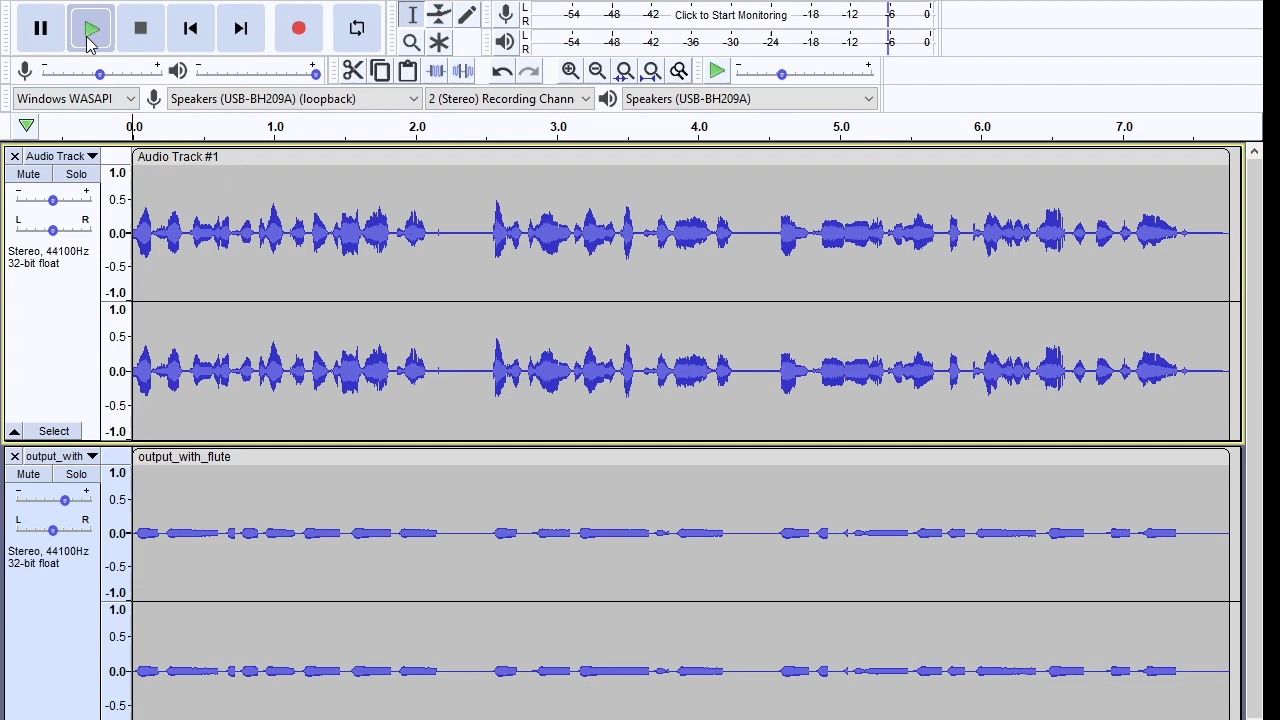 L
R
-54 -48 -42 Click to Start Monitoring -18 -12 -6 0
L
R
-54 -48 -42 -36 -30 -24 -18 -12 -6 0
- + - + - +
Windows WASAPI Speakers (USB-BH209A) (loopback) 2 (Stereo) Recording Chann Speakers (USB-BH209A)
0.0 1.0 2.0 3.0 4.0 5.0 6.0 7.0
Audio Track 1.0 Audio Track #1
Mute Solo
- + 0.5
L R 0.0
Stereo, 44100Hz
32-bit float -0.5
-1.0
1.0
0.5
0.0
-0.5
Select -1.0
output_with 1.0 output_with_flute
Mute Solo
- + 0.5
L R 0.0
Stereo, 44100Hz
32-bit float -0.5
-1.0
1.0
0.5
0.0
-0.5